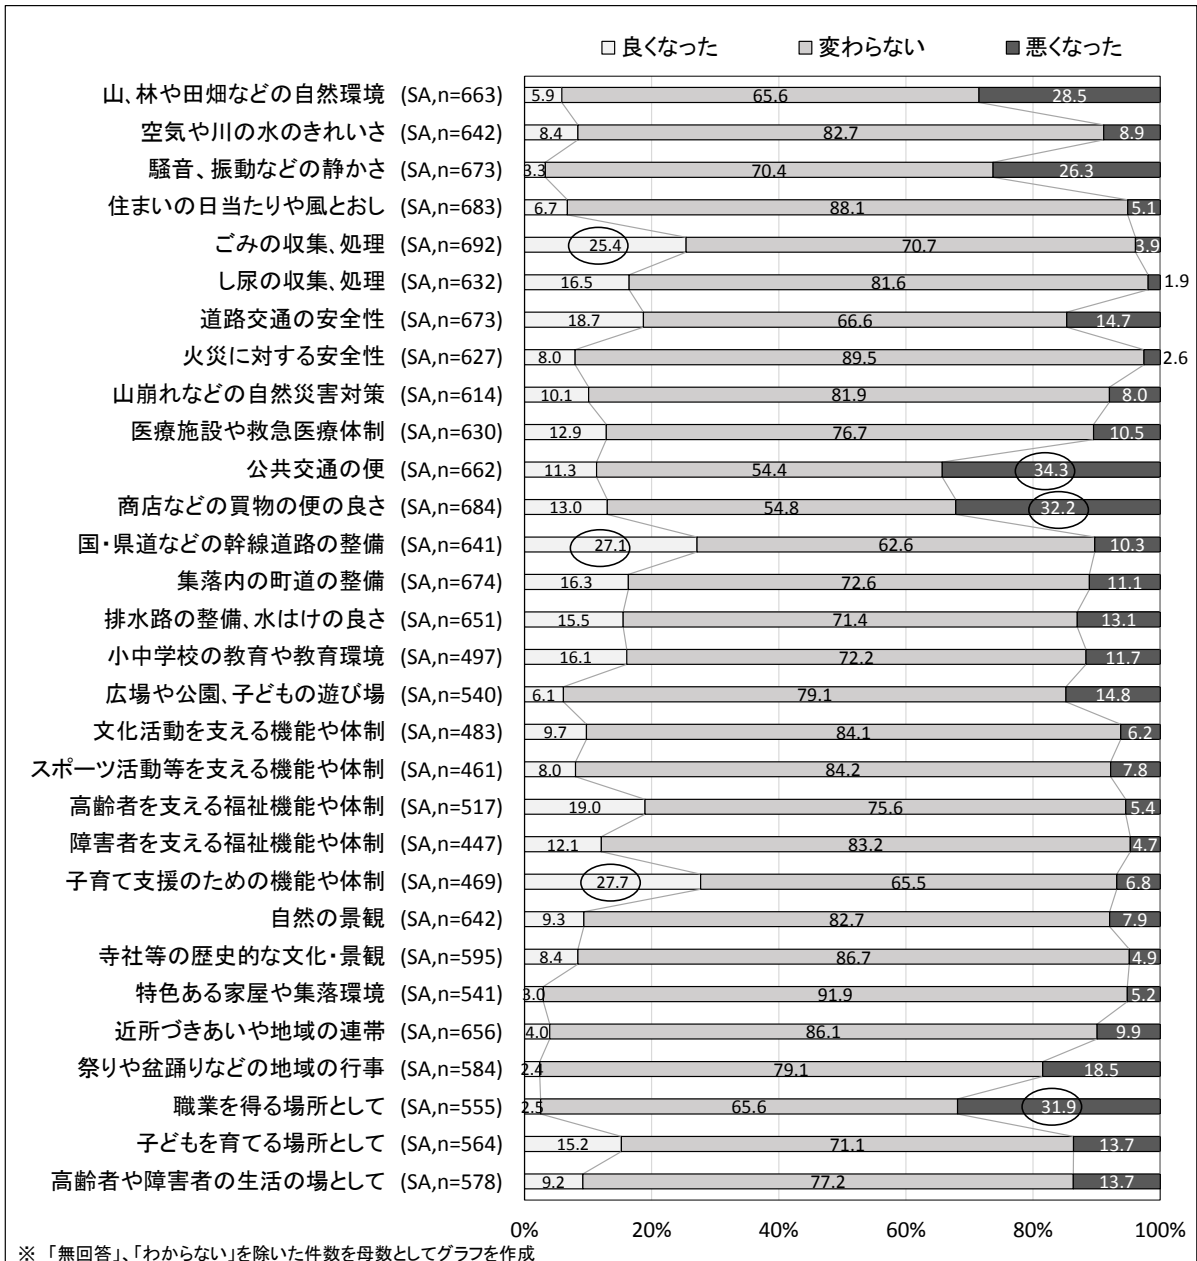 □ 良くなった □ 変わらない ■ 悪くなった
山、林や田畑などの自然環境 (SA,n=663) 5.9 65.6 28.5
空気や川の水のきれいさ (SA,n=642) 8.4 82.7 8.9
騒音、振動などの静かさ (SA,n=673) 3.3 70.4 26.3
住まいの日当たりや風とおし (SA,n=683) 6.7 88.1 5.1
ごみの収集、処理 (SA,n=692) 25.4 70.7 3.9
し尿の収集、処理 (SA,n=632) 16.5 81.6 1.9
道路交通の安全性 (SA,n=673) 18.7 66.6 14.7
火災に対する安全性 (SA,n=627) 8.0 89.5 2.6
山崩れなどの自然災害対策 (SA,n=614) 10.1 81.9 8.0
医療施設や救急医療体制 (SA,n=630) 12.9 76.7 10.5
公共交通の便 (SA,n=662) 11.3 54.4 34.3
商店などの買物の便の良さ (SA,n=684) 13.0 54.8 32.2
国・県道などの幹線道路の整備 (SA,n=641) 27.1 62.6 10.3
集落内の町道の整備 (SA,n=674) 16.3 72.6 11.1
排水路の整備、水はけの良さ (SA,n=651) 15.5 71.4 13.1
小中学校の教育や教育環境 (SA,n=497) 16.1 72.2 11.7
広場や公園、子どもの遊び場 (SA,n=540) 6.1 79.1 14.8
文化活動を支える機能や体制 (SA,n=483) 9.7 84.1 6.2
スポーツ活動等を支える機能や体制 (SA,n=461) 8.0 84.2 7.8
高齢者を支える福祉機能や体制 (SA,n=517) 19.0 75.6 5.4
障害者を支える福祉機能や体制 (SA,n=447) 12.1 83.2 4.7
子育て支援のための機能や体制 (SA,n=469) 27.7 65.5 6.8
自然の景観 (SA,n=642) 9.3 82.7 7.9
寺社等の歴史的な文化・景観 (SA,n=595) 8.4 86.7 4.9
特色ある家屋や集落環境 (SA,n=541) 3.0 91.9 5.2
近所づきあいや地域の連帯 (SA,n=656) 4.0 86.1 9.9
祭りや盆踊りなどの地域の行事 (SA,n=584) 2.4 79.1 18.5
職業を得る場所として (SA,n=555) 2.5 65.6 31.9
子どもを育てる場所として (SA,n=564) 15.2 71.1 13.7
高齢者や障害者の生活の場として (SA,n=578) 9.2 77.2 13.7
0% 20% 40% 60% 80% 100%
※ 「無回答」、「わからない」を除いた件数を母数としてグラフを作成